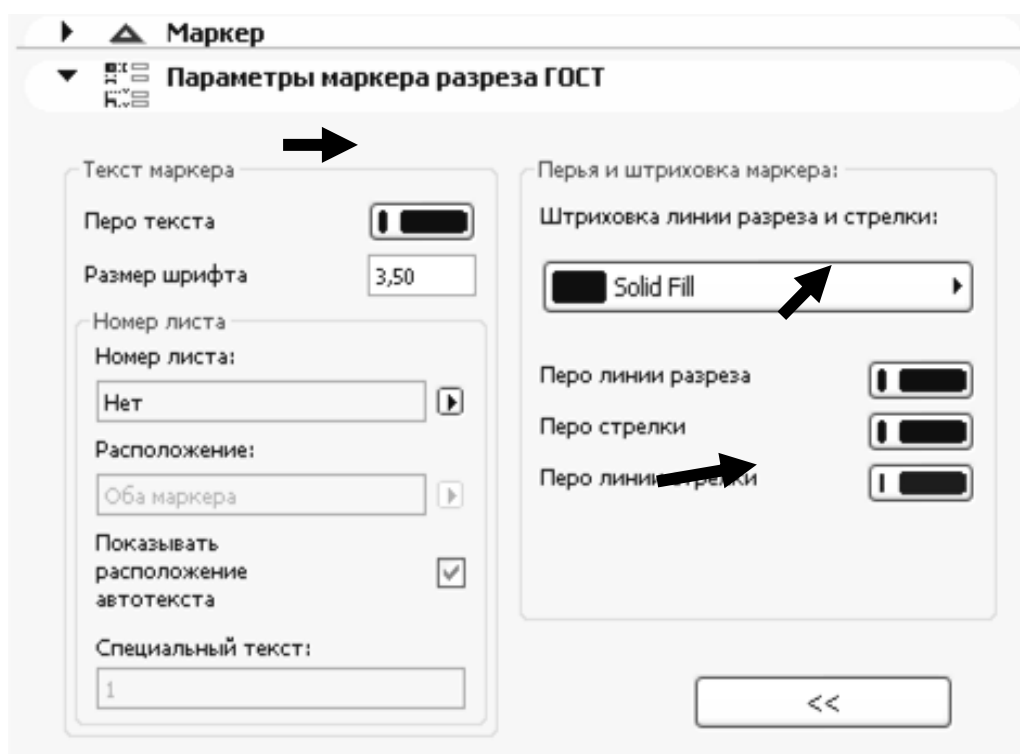 Маркер
Параметры маркера разреза ГОСТ
Текст маркера
Перо текста
Размер шрифта
3,50
Номер листа
Номер листа:
Нет
Расположение:
Оба маркера
Показывать
расположение
автотекста
Специальный текст:
1
Перья и штриховка маркера:
Штриховка линии разреза и стрелки:
Solid Fill
Перо линии разреза
Перо стрелки
Перо линии стрелки
<<